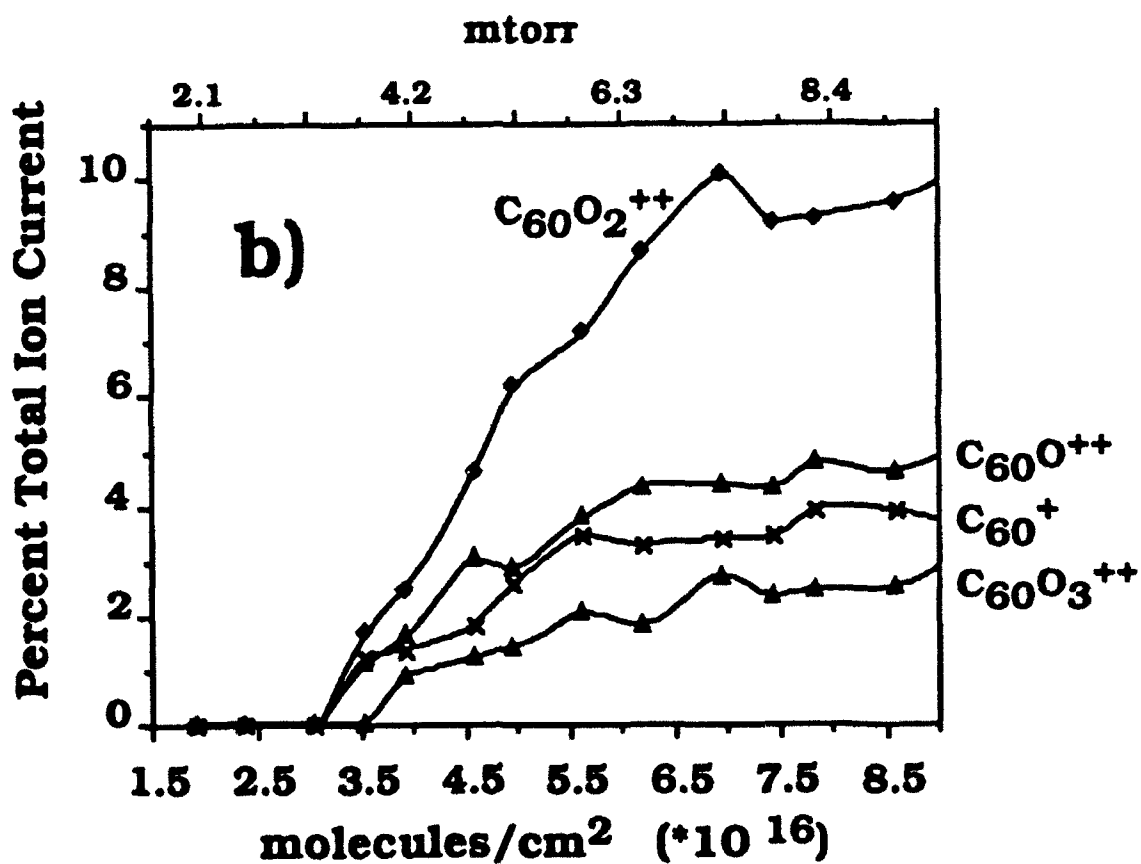 mtorr
2.1 4.2 6.3 8.4
Percent Total Ion Current
10
8
6
4
2
0
b)
C60O2++
C60O++
C60+
C60O3++
1.5 2.5 3.5 4.5 5.5 6.5 7.5 8.5
molecules/cm2 (*10 16)